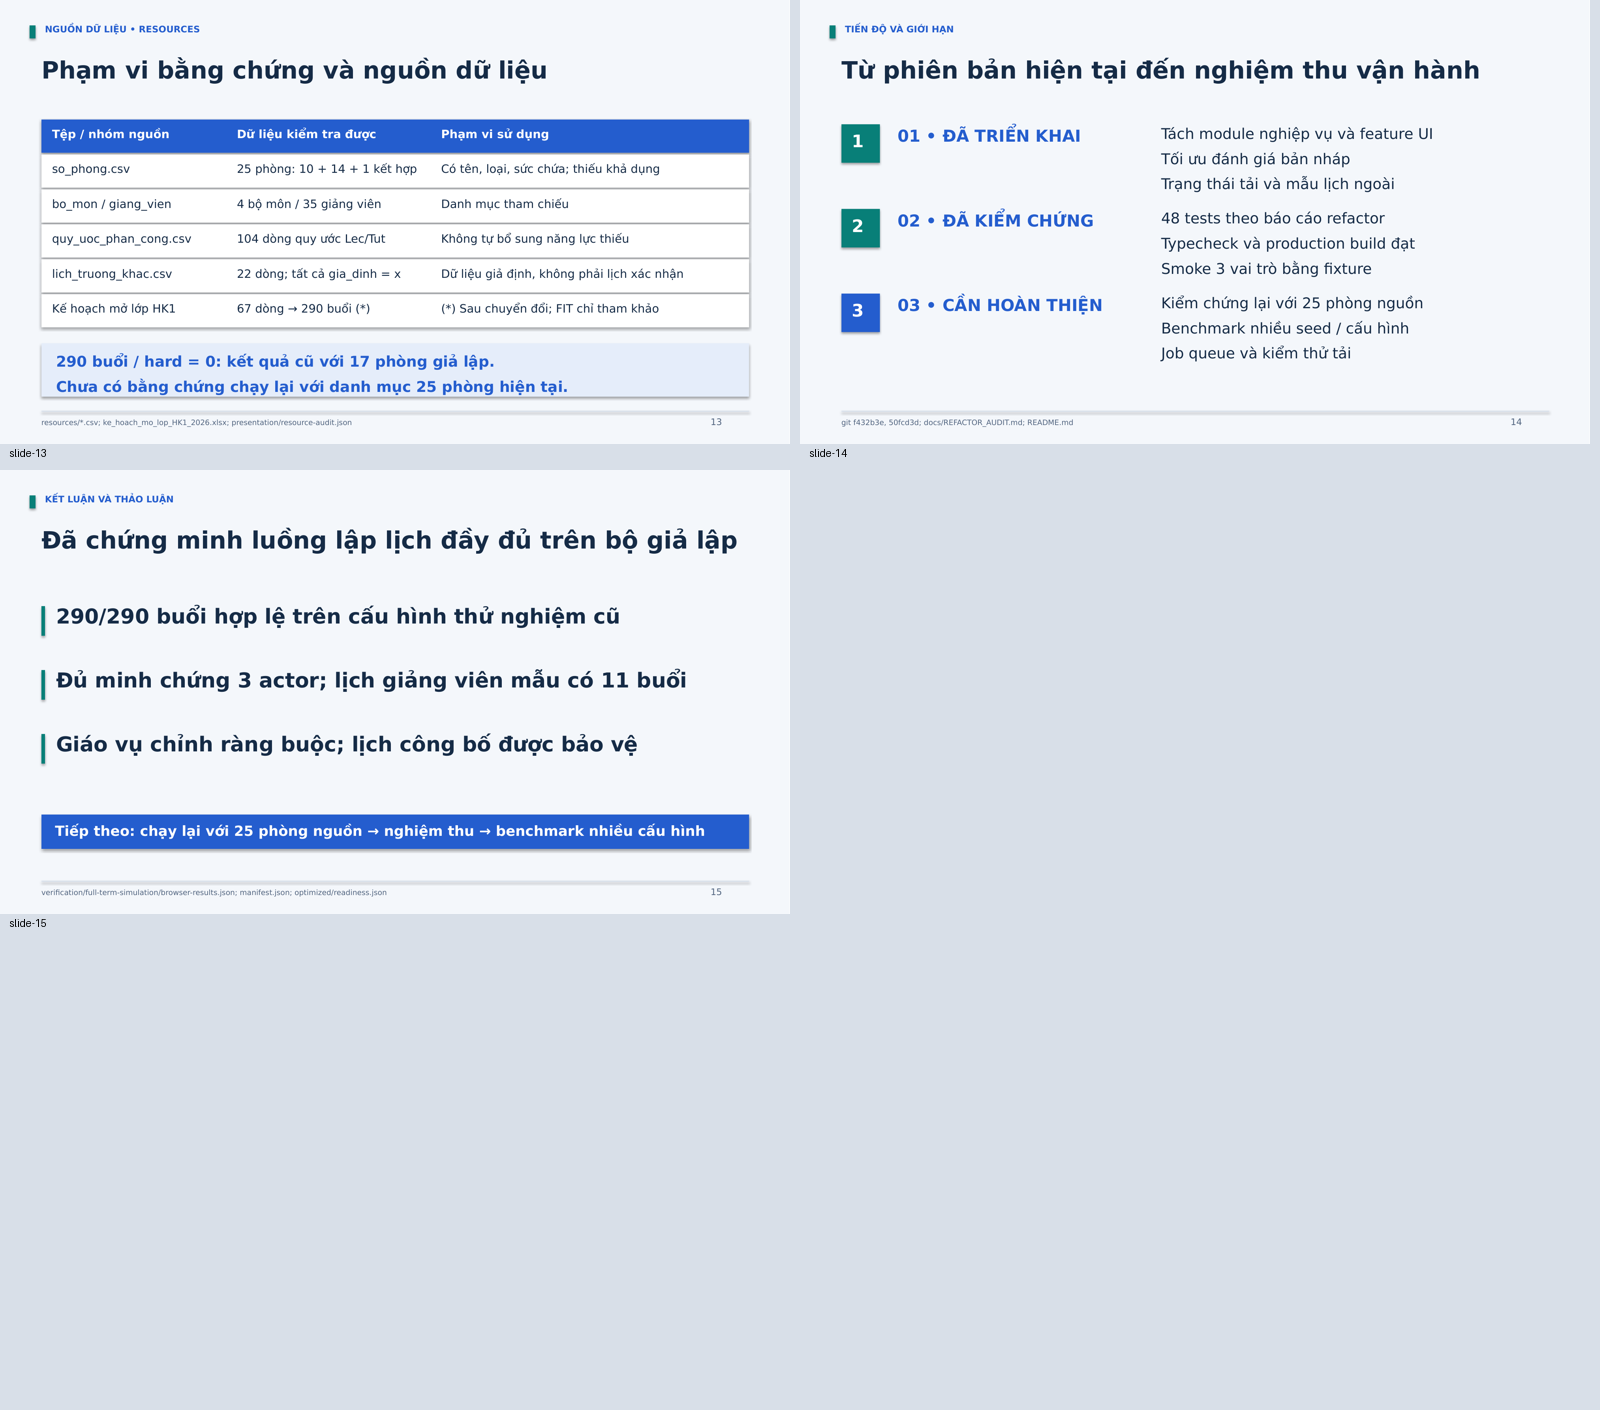 NGUỒN DỮ LIỆU • RESOURCES
Phạm vi bằng chứng và nguồn dữ liệu
Tệp / nhóm nguồn Dữ liệu kiểm tra được Phạm vi sử dụng
so_phong.csv 25 phòng: 10 + 14 + 1 kết hợp Có tên, loại, sức chứa; thiếu khả dụng
bo_mon / giang_vien 4 bộ môn / 35 giảng viên Danh mục tham chiếu
quy_uoc_phan_cong.csv 104 dòng quy ước Lec/Tut Không tự bổ sung năng lực thiếu
lich_truong_khac.csv 22 dòng; tất cả gia_dinh = x Dữ liệu giả định, không phải lịch xác nhận
Kế hoạch mở lớp HK1 67 dòng → 290 buổi (*) (*) Sau chuyển đổi; FIT chỉ tham khảo
290 buổi / hard = 0: kết quả cũ với 17 phòng giả lập.
Chưa có bằng chứng chạy lại với danh mục 25 phòng hiện tại.
resources/*.csv; ke_hoach_mo_lop_HK1_2026.xlsx; presentation/resource-audit.json 13
slide-13
TIẾN ĐỘ VÀ GIỚI HẠN
Từ phiên bản hiện tại đến nghiệm thu vận hành
1 01 • ĐÃ TRIỂN KHAI
Tách module nghiệp vụ và feature UI
Tối ưu đánh giá bản nháp
Trạng thái tải và mẫu lịch ngoài
2 02 • ĐÃ KIỂM CHỨNG
48 tests theo báo cáo refactor
Typecheck và production build đạt
Smoke 3 vai trò bằng fixture
3 03 • CẦN HOÀN THIỆN
Kiểm chứng lại với 25 phòng nguồn
Benchmark nhiều seed / cấu hình
Job queue và kiểm thử tải
git f432b3e, 50fcd3d; docs/REFACTOR_AUDIT.md; README.md 14
slide-14
KẾT LUẬN VÀ THẢO LUẬN
Đã chứng minh luồng lập lịch đầy đủ trên bộ giả lập
290/290 buổi hợp lệ trên cấu hình thử nghiệm cũ
Đủ minh chứng 3 actor; lịch giảng viên mẫu có 11 buổi
Giáo vụ chỉnh ràng buộc; lịch công bố được bảo vệ
Tiếp theo: chạy lại với 25 phòng nguồn → nghiệm thu → benchmark nhiều cấu hình
verification/full-term-simulation/browser-results.json; manifest.json; optimized/readiness.json 15
slide-15